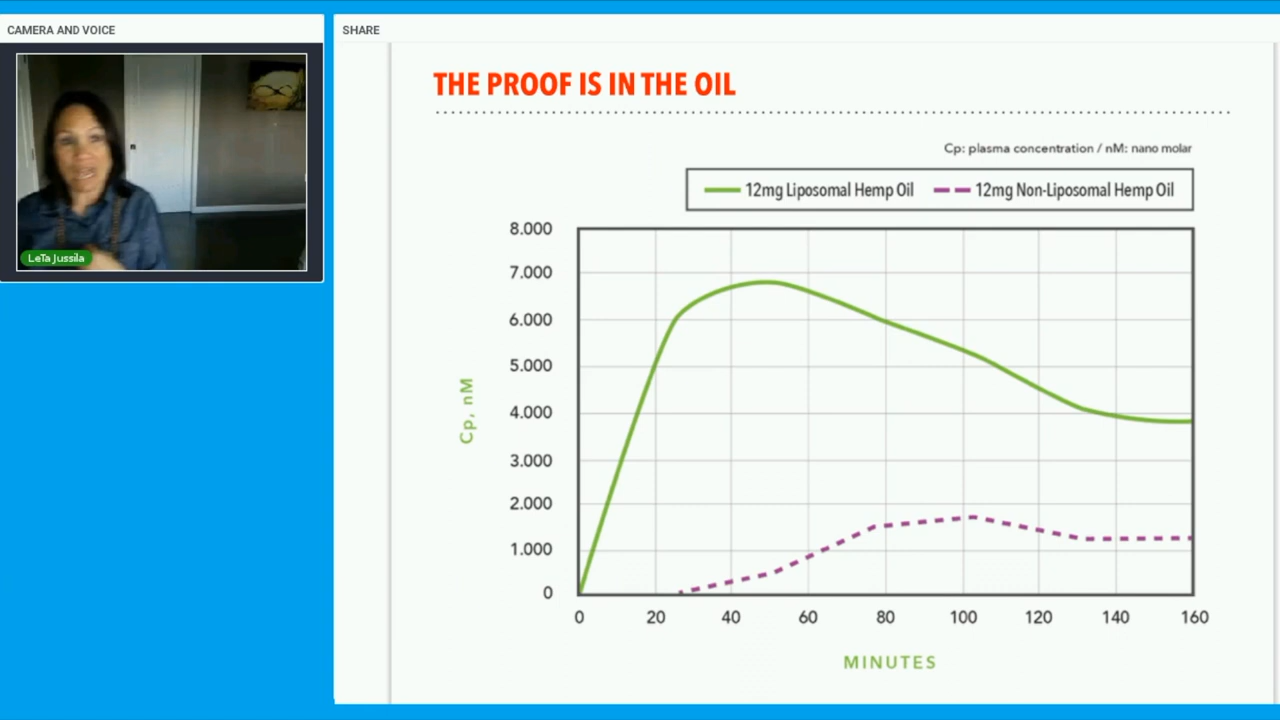 CAMERA AND VOICE
SHARE
LeTa Jussila
THE PROOF IS IN THE OIL
Cp: plasma concentration / nM: nano molar
12mg Liposomal Hemp Oil 12mg Non-Liposomal Hemp Oil
8.000
7.000
6.000
5.000
4.000
3.000
2.000
1.000
0
Cp, nM
0 20 40 60 80 100 120 140 160
MINUTES